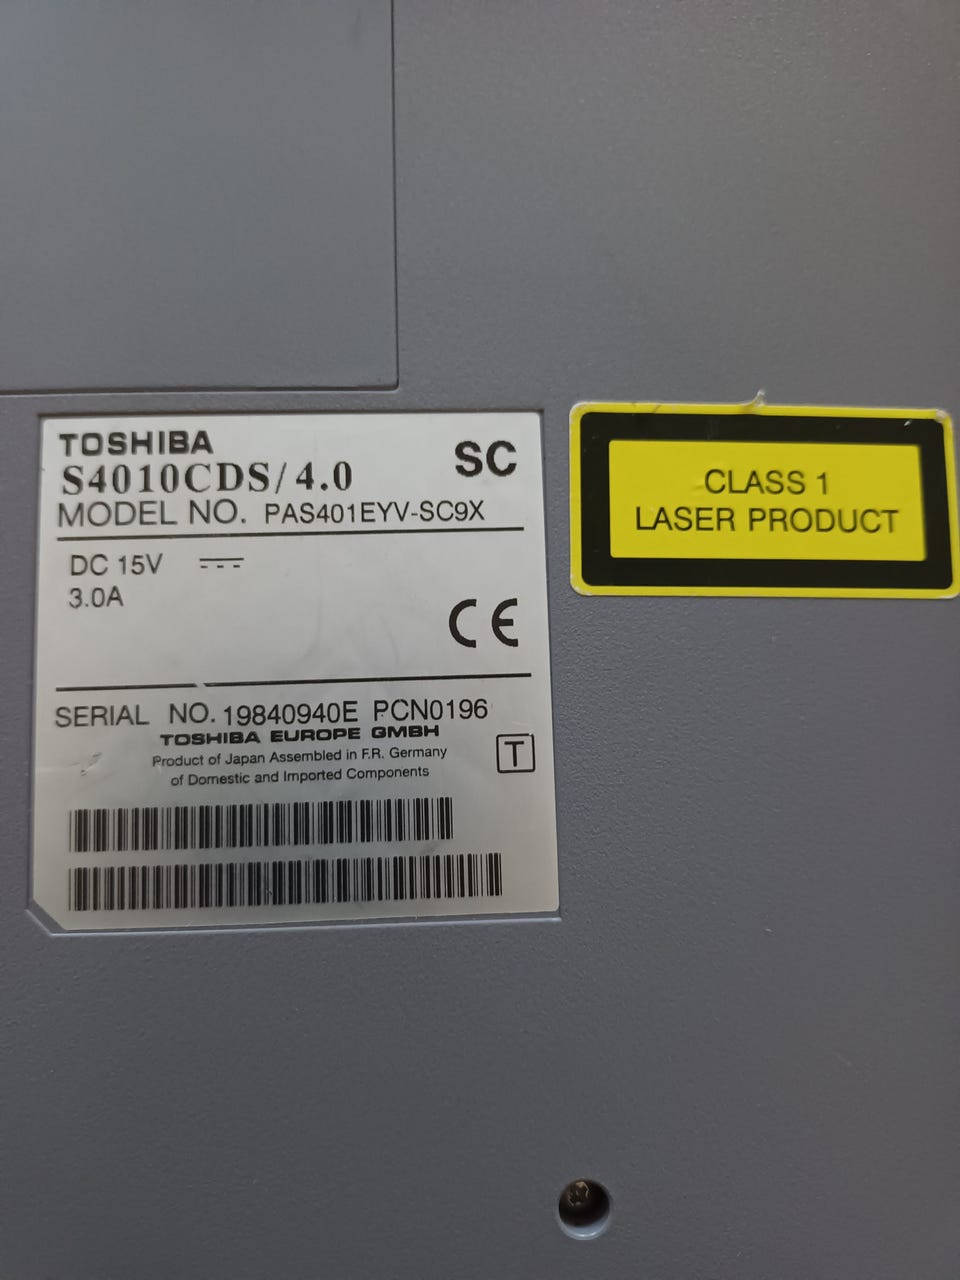 TOSHIBA
S4010CDS/4.0
SC
MODEL NO. PAS401EYV-SC9X
DC 15V
3.0A
CE
SERIAL NO. 19840940E PCN0196
TOSHIBA EUROPE GMBH
Product of Japan Assembled in F.R. Germany
of Domestic and Imported Components
T
CLASS 1
LASER PRODUCT